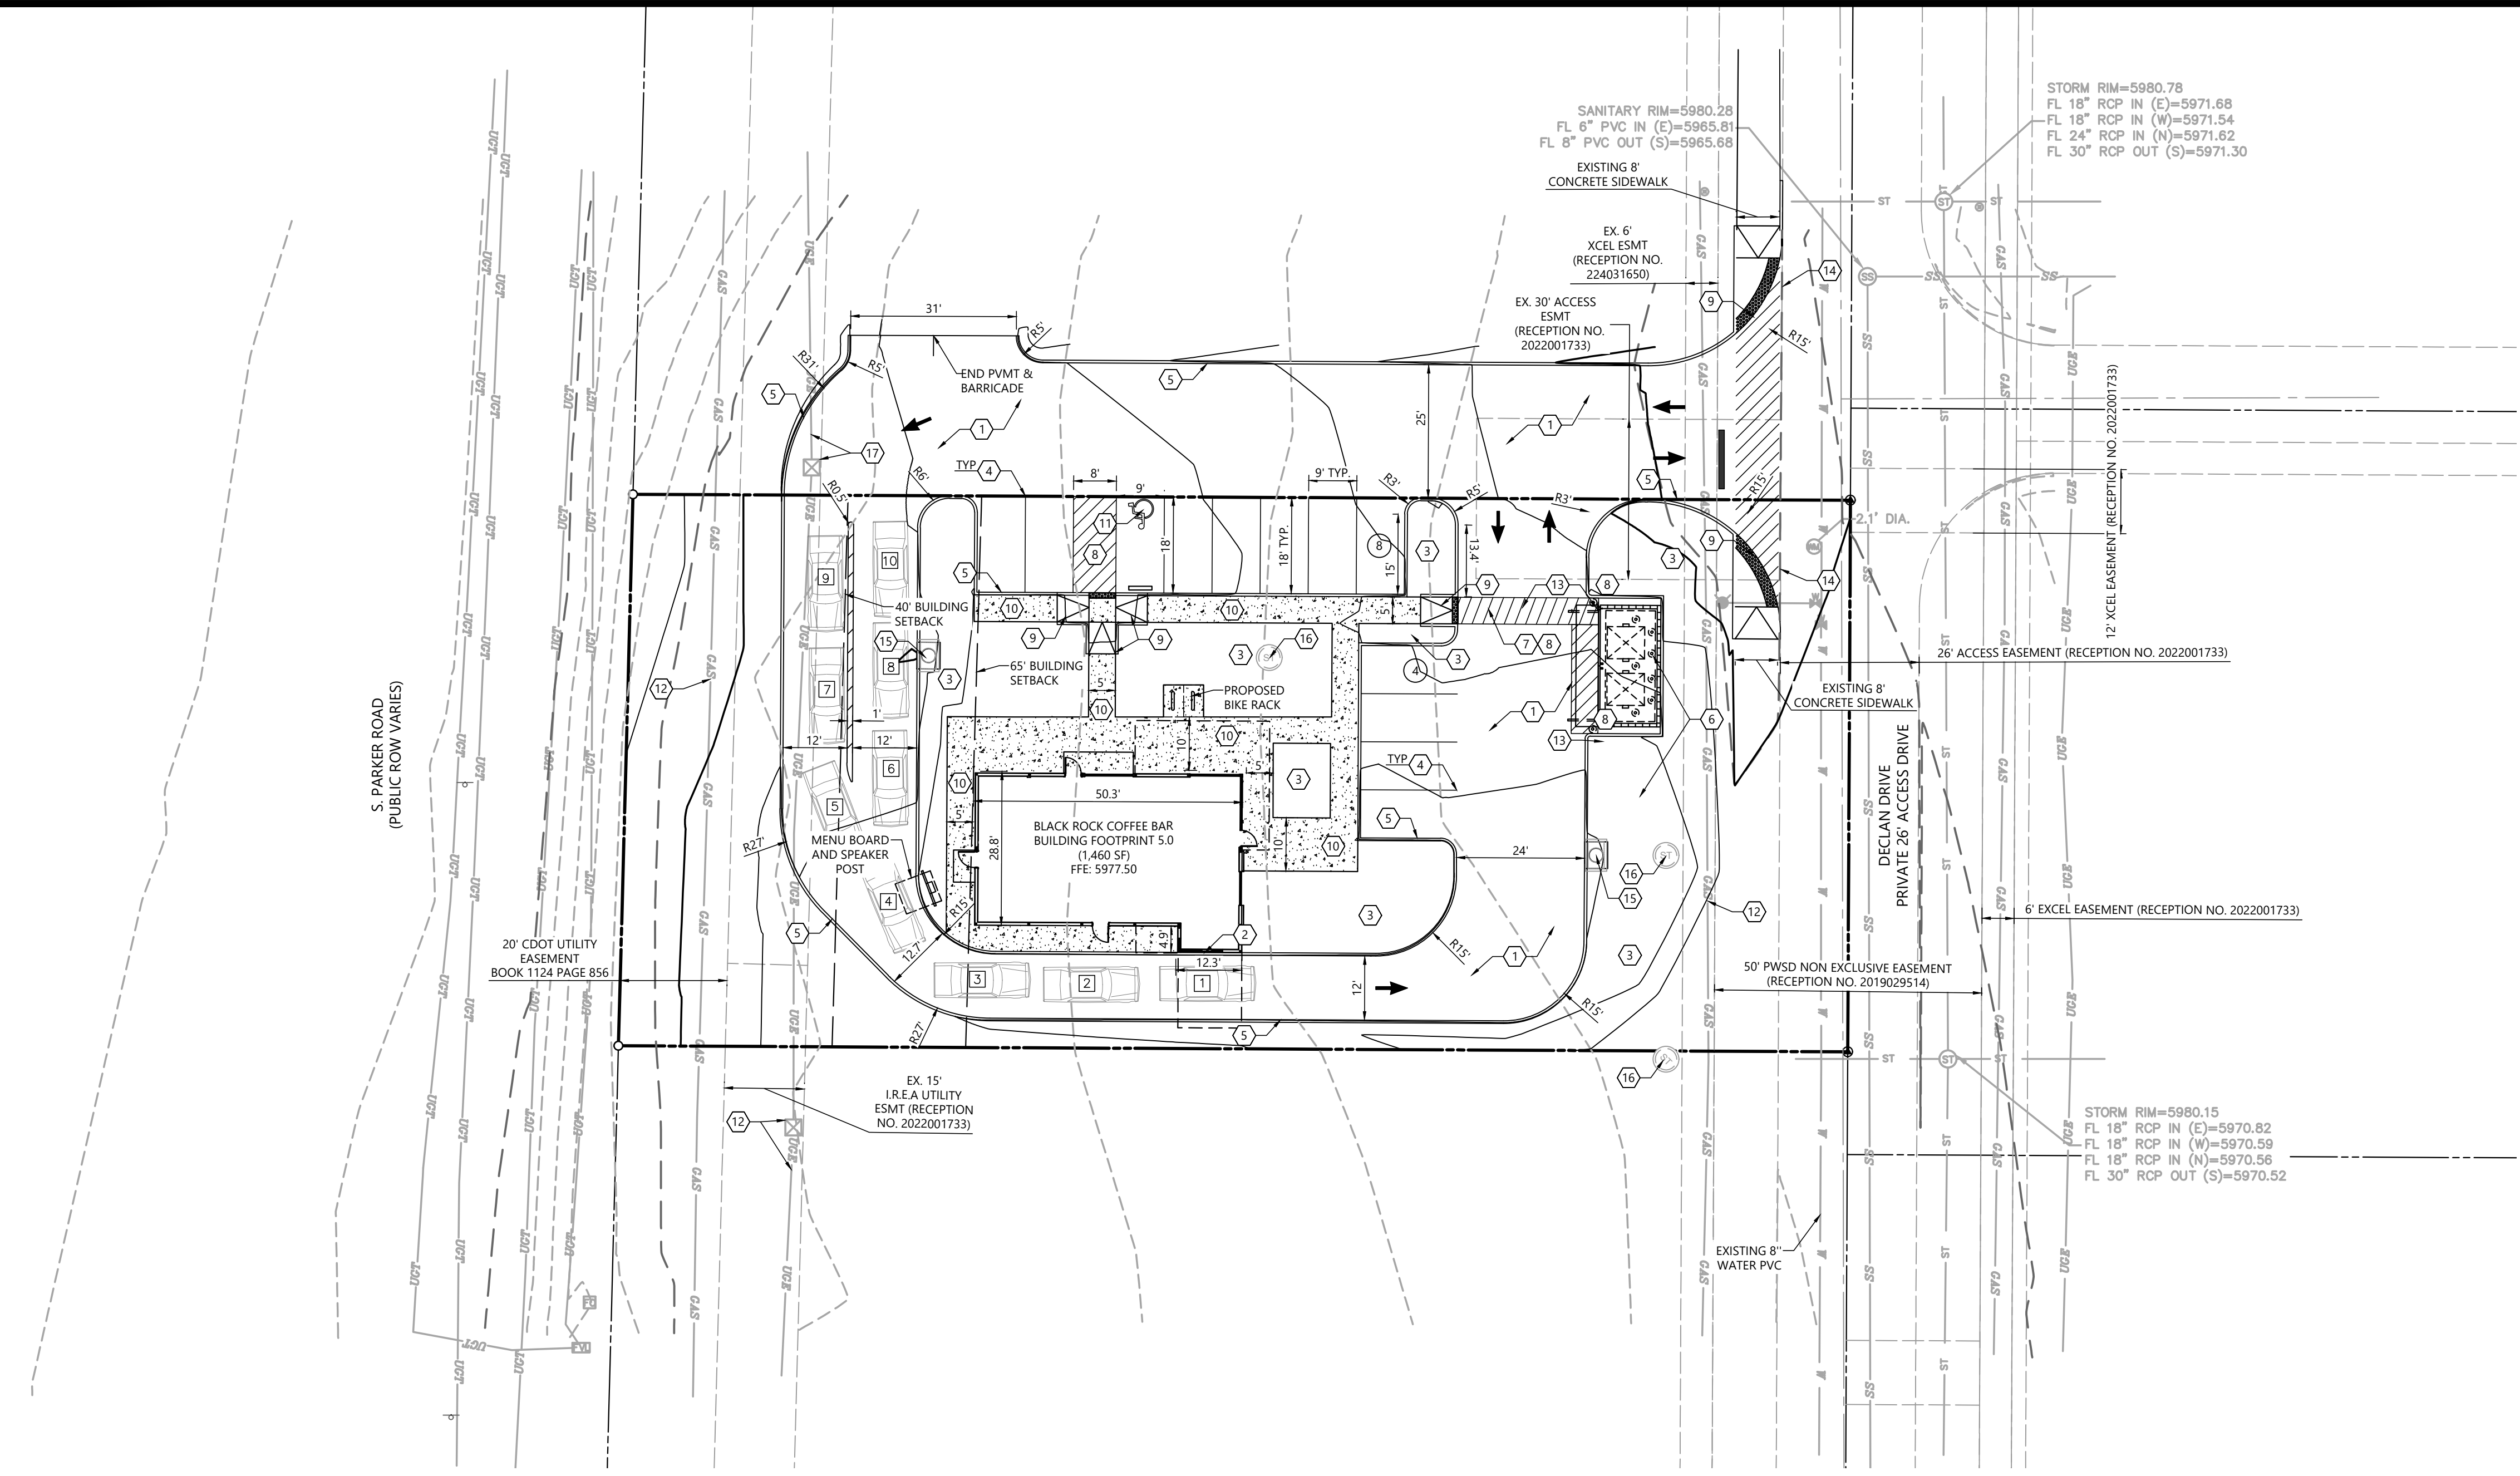 STORM RIM=5980.78
FL 18" RCP IN (E)=5971.68
FL 18" RCP IN (W)=5971.54
FL 24" RCP IN (N)=5971.62
FL 30" RCP OUT (S)=5971.30
SANITARY RIM=5980.28
FL 6" PVC IN (E)=5965.81
FL 8" PVC OUT (S)=5965.68
EXISTING 8'
CONCRETE SIDEWALK
EX. 6'
XCEL ESMT
(RECEPTION NO.
224031650)
EX. 30' ACCESS
ESMT
(RECEPTION NO.
2022001733)
31'
R5'
R31'
R5'
END PVMT &
BARRICADE
R15'
25'
12' XCEL EASEMENT (RECEPTION NO. 2022001733)
TYP 4
R6'
R0.5'
8'
9'
9' TYP.
R3'
R5'
R3'
R15'
2.1' DIA.
18'
18' TYP.
15'
13.4'
5'
40' BUILDING
SETBACK
65' BUILDING
SETBACK
PROPOSED
BIKE RACK
5'
1'
12'
12'
10'
5'
TYP 4
26' ACCESS EASEMENT (RECEPTION NO. 2022001733)
EXISTING 8'
CONCRETE SIDEWALK
S. PARKER ROAD
(PUBLIC ROW VARIES)
DECLAN DRIVE
PRIVATE 26' ACCESS DRIVE
50.3'
28.8'
5'
10'
24'
BLACK ROCK COFFEE BAR
BUILDING FOOTPRINT 5.0
(1,460 SF)
FFE: 5977.50
MENU BOARD
AND SPEAKER
POST
R27'
R15'
12.7'
4.9'
12.3'
12'
R15'
R15'
R27'
6' EXCEL EASEMENT (RECEPTION NO. 2022001733)
20' CDOT UTILITY
EASEMENT
BOOK 1124 PAGE 856
50' PWSD NON EXCLUSIVE EASEMENT
(RECEPTION NO. 2019029514)
EX. 15'
I.R.E.A UTILITY
ESMT (RECEPTION
NO. 2022001733)
STORM RIM=5980.15
FL 18" RCP IN (E)=5970.82
FL 18" RCP IN (W)=5970.59
FL 18" RCP IN (N)=5970.56
FL 30" RCP OUT (S)=5970.52
EXISTING 8"
WATER PVC